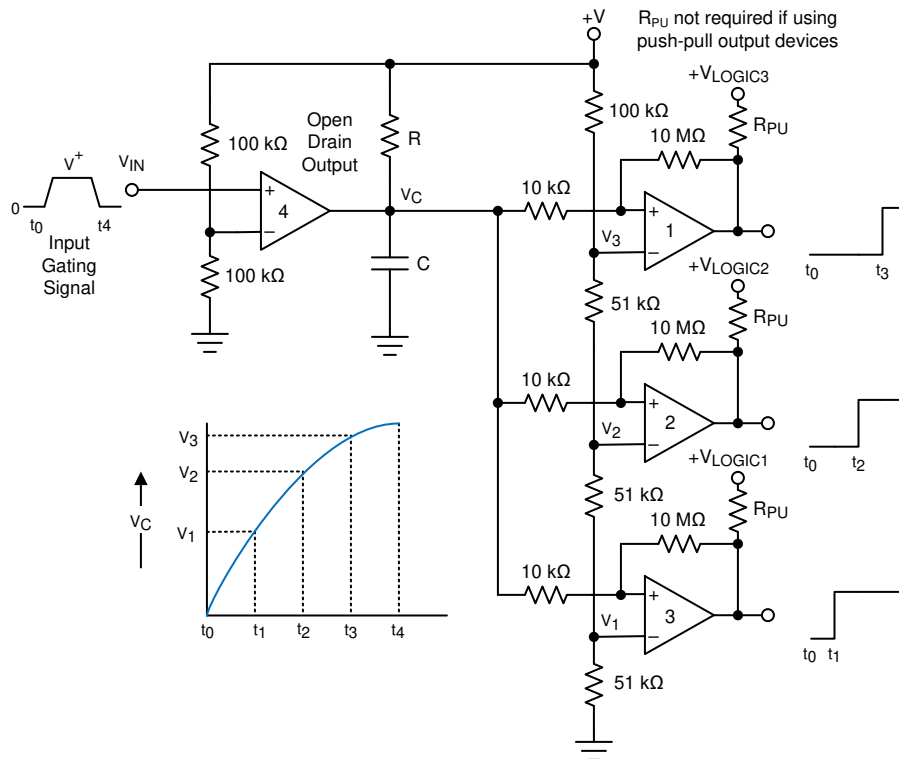 +V
RPU not required if using
push-pull output devices
+VLOGIC3
100 kΩ
RPU
10 MΩ
100 kΩ
Open
Drain
Output
R
VIN
V+
0
t0
t4
Input
Gating
Signal
+
4
−
VC
10 kΩ
+
1
−
V3
t0
t3
100 kΩ
C
+VLOGIC2
51 kΩ
RPU
10 MΩ
10 kΩ
+
2
−
V2
t0
t2
+VLOGIC1
51 kΩ
RPU
10 MΩ
10 kΩ
+
3
−
V1
t0
t1
51 kΩ
V3
V2
V1
VC
t0
t1
t2
t3
t4